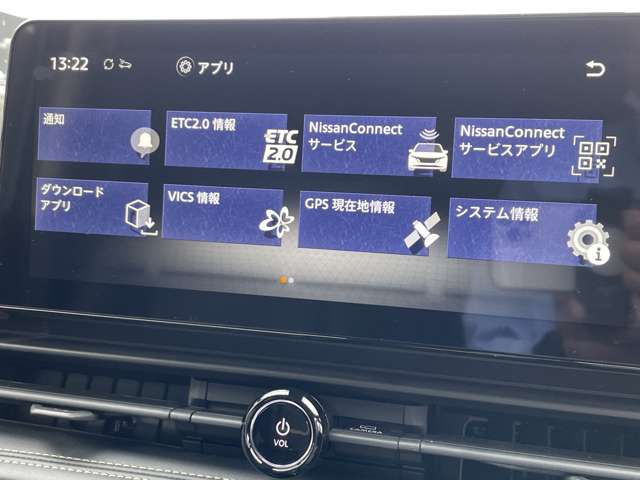 13:22
アプリ
通知
ETC2.0 情報
ETC
2.0
NissanConnect
サービス
NissanConnect
サービスアプリ
ダウンロード
アプリ
VICS 情報
GPS 現在地情報
システム情報
i
VOL
CAMERA